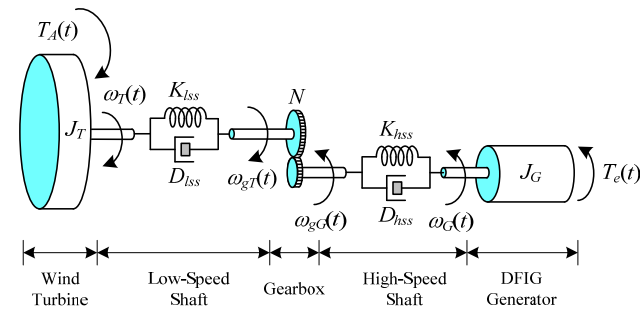 T_A(t)
ω_T(t)
K_lss
N
J_T
K_hss
D_lss
ω_gT(t)
J_G
T_e(t)
ω_gG(t)
D_hss
ω_G(t)
Wind
Turbine
Low-Speed
Shaft
Gearbox
High-Speed
Shaft
DFIG
Generator